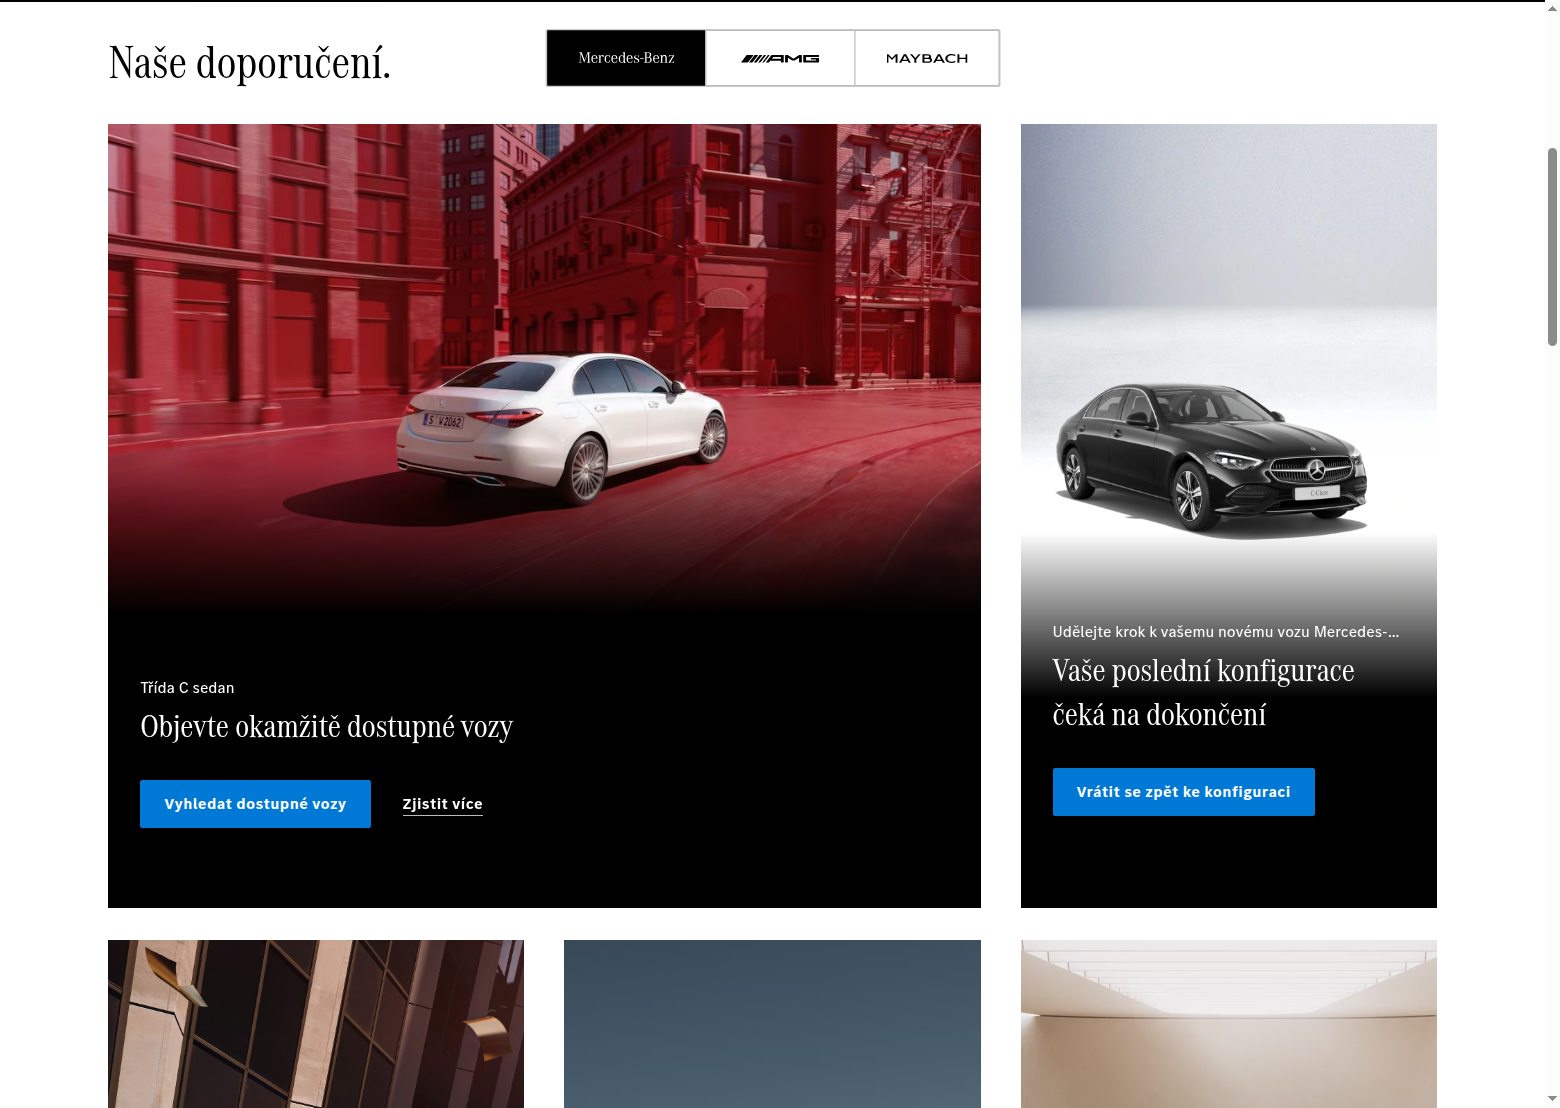 Naše doporučení.
Mercedes-Benz
AMG
MAYBACH
S W 2062
C-Class
Třída C sedan
Objevte okamžitě dostupné vozy
Vyhledat dostupné vozy
Zjistit více
Udělejte krok k vašemu novému vozu Mercedes-...
Vaše poslední konfigurace
čeká na dokončení
Vrátit se zpět ke konfiguraci